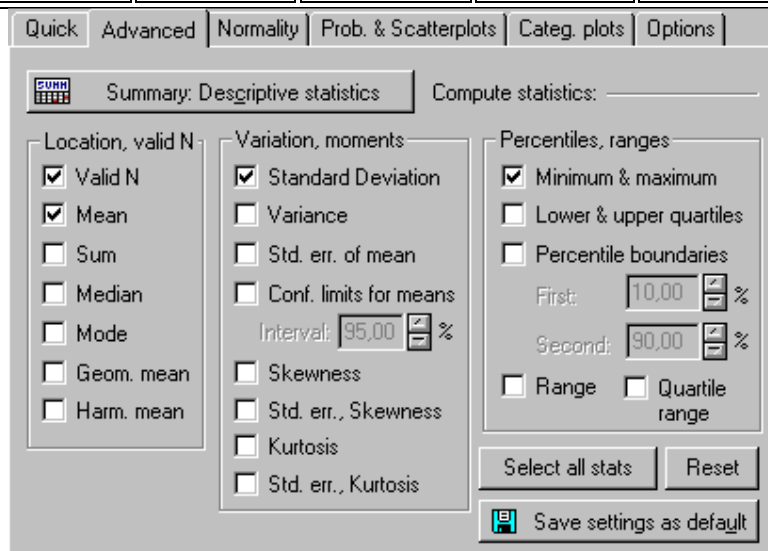 Quick Advanced Normality Prob. & Scatterplots Categ. plots Options
SUMM Summary: Descriptive statistics Compute statistics:
Location, valid N
Valid N
Mean
Sum
Median
Mode
Geom. mean
Harm. mean
Variation, moments
Standard Deviation
Variance
Std. err. of mean
Conf. limits for means
Interval: 95,00 %
Skewness
Std. err., Skewness
Kurtosis
Std. err., Kurtosis
Percentiles, ranges
Minimum & maximum
Lower & upper quartiles
Percentile boundaries
First: 10,00 %
Second: 90,00 %
Range Quartile
range
Select all stats Reset
Save settings as default